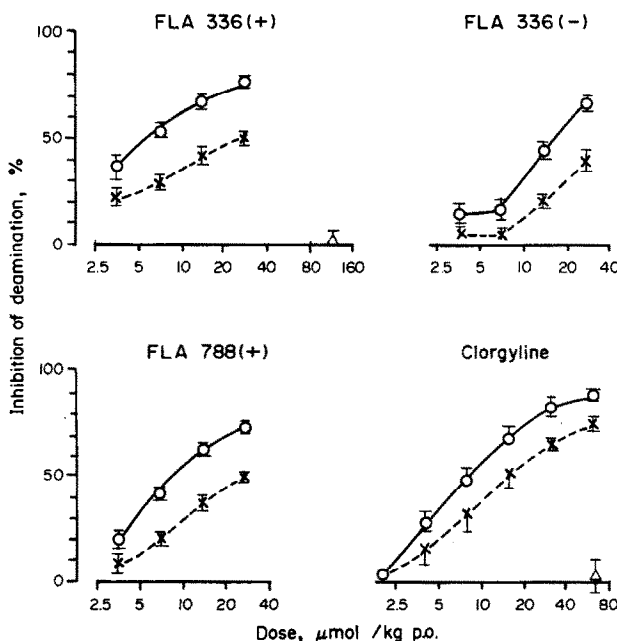 FLA 336(+)
FLA 336(−)
100
50
0
2.5 5 10 20 40 80 160
2.5 5 10 20 40
Inhibition of deamination, %
FLA 788(+)
Clorgyline
100
50
0
2.5 5 10 20 40
2.5 5 10 20 40 80
Dose, μmol /kg p.o.